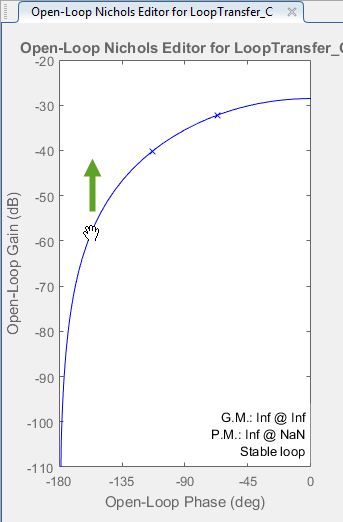 Open-Loop Nichols Editor for LoopTransfer_C
Open-Loop Nichols Editor for LoopTransfer_C
-20
-30
-40
-50
-60
-70
-80
-90
-100
-110
Open-Loop Gain (dB)
G.M.: Inf @ Inf
P.M.: Inf @ NaN
Stable loop
-180
-135
-90
-45
0
Open-Loop Phase (deg)